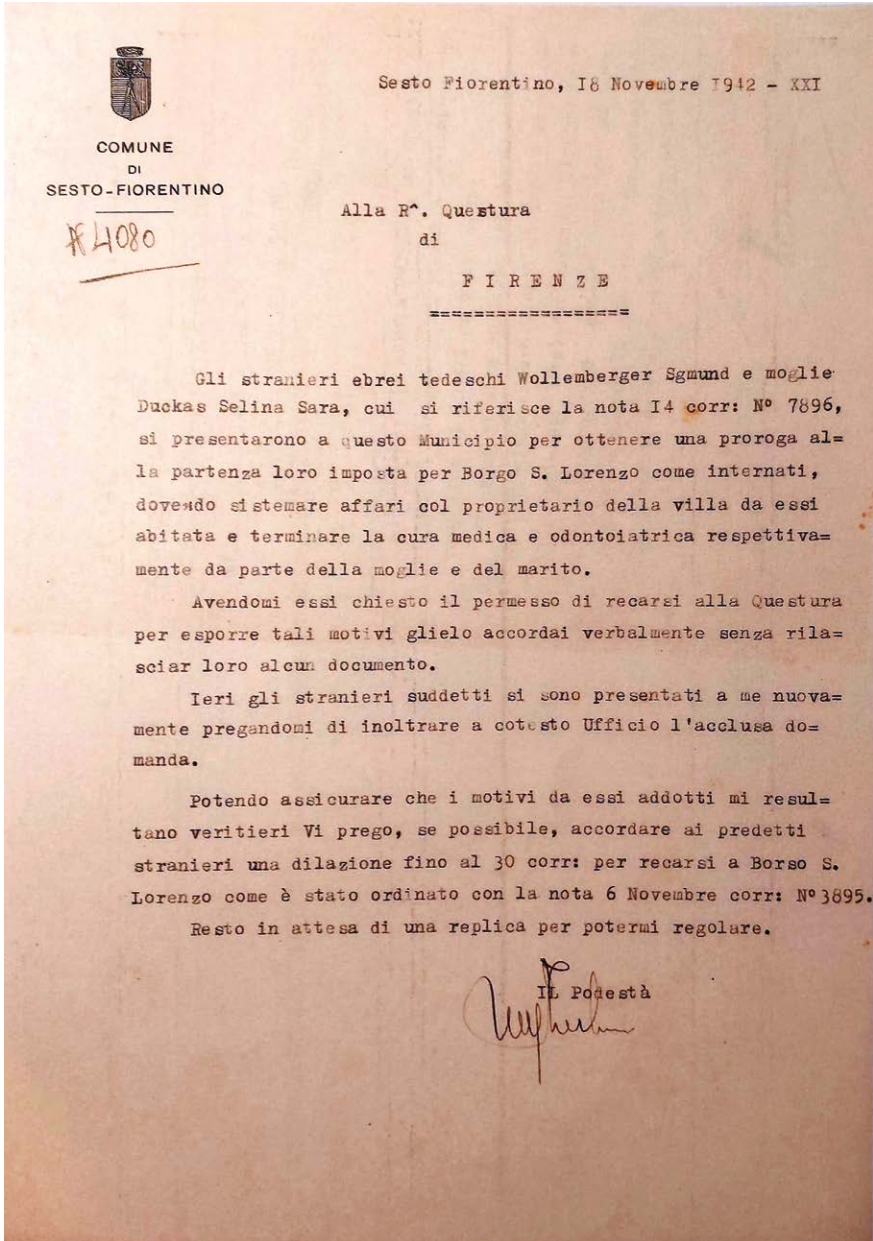 Sesto Fiorentino, I8 Novembre I942 - XXI
COMUNE
DI
SESTO-FIORENTINO
4080
Alla R^. Questura
di
F I R E N Z E
==================
Gli stranieri ebrei tedeschi Wollemberger Sgmund e moglie
Duckas Selina Sara, cui si riferisce la nota I4 corr: Nº 7896,
si presentarono a questo Municipio per ottenere una proroga al=
la partenza loro imposta per Borgo S. Lorenzo come internati,
dovendo sistemare affari col proprietario della villa da essi
abitata e terminare la cura medica e odontoiatrica respettiva=
mente da parte della moglie e del marito.
Avendomi essi chiesto il permesso di recarsi alla Questura
per esporre tali motivi glielo accordai verbalmente senza rila=
sciar loro alcun documento.
Ieri gli stranieri suddetti si sono presentati a me nuova=
mente pregandomi di inoltrare a cotesto Ufficio l'acclusa do=
manda.
Potendo assicurare che i motivi da essi addotti mi resul=
tano veritieri Vi prego, se possibile, accordare ai predetti
stranieri una dilazione fino al 30 corr: per recarsi a Borso S.
Lorenzo come è stato ordinato con la nota 6 Novembre corr: Nº 3895.
Resto in attesa di una replica per potermi regolare.
IL Podestà